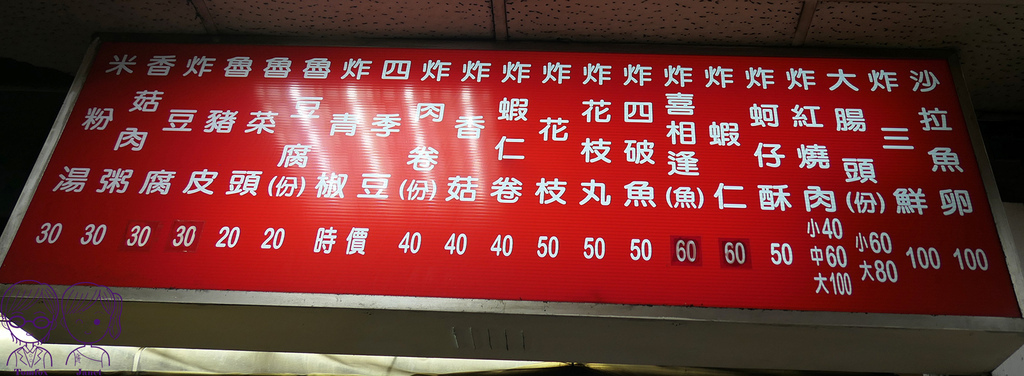 米粉湯 30
香菇肉粥 30
炸豆腐 30
魯豬皮 30
魯菜頭 20
魯豆腐(份) 20
炸青椒 時
四季豆 價
炸肉卷(份) 40
炸香菇 40
炸蝦仁卷 40
炸花枝 50
炸花枝丸 50
炸四破魚 50
炸喜相逢(魚) 60
炸蝦仁 60
炸蚵仔酥 50
炸紅燒肉 小40 中60 大100
大腸頭(份) 小60 大80
炸三鮮 100
沙拉魚卵 100